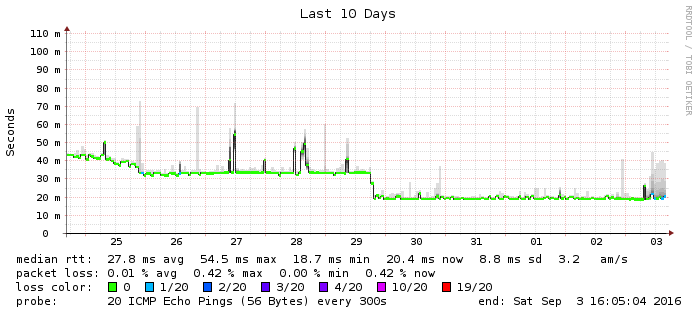 Last 10 Days
RRDTOOL / TOBI OETIKER
Seconds
110 m
100 m
90 m
80 m
70 m
60 m
50 m
40 m
30 m
20 m
10 m
0
25 26 27 28 29 30 31 01 02 03
median rtt: 27.8 ms avg 54.5 ms max 18.7 ms min 20.4 ms now 8.8 ms sd 3.2 am/s
packet loss: 0.01 % avg 0.42 % max 0.00 % min 0.42 % now
loss color: 0 1/20 2/20 3/20 4/20 10/20 19/20
probe: 20 ICMP Echo Pings (56 Bytes) every 300s end: Sat Sep 3 16:05:04 2016